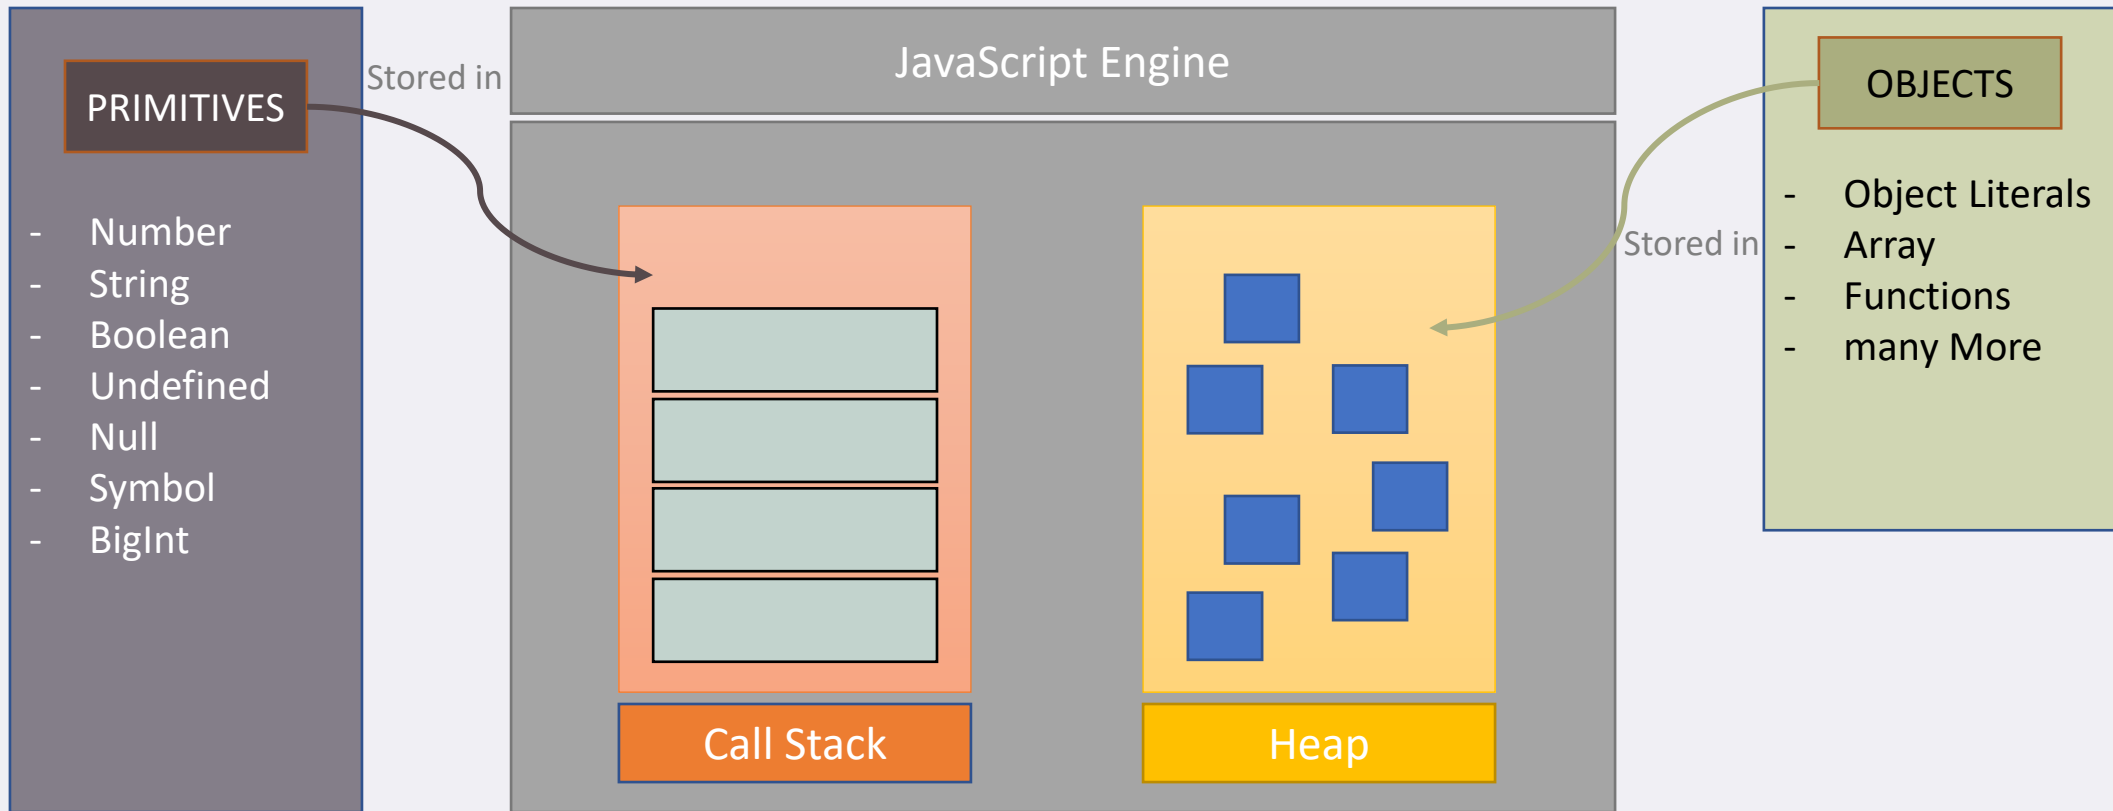 PRIMITIVES
- Number
- String
- Boolean
- Undefined
- Null
- Symbol
- BigInt
Stored in
JavaScript Engine
Call Stack
Heap
Stored in
OBJECTS
- Object Literals
- Array
- Functions
- many More